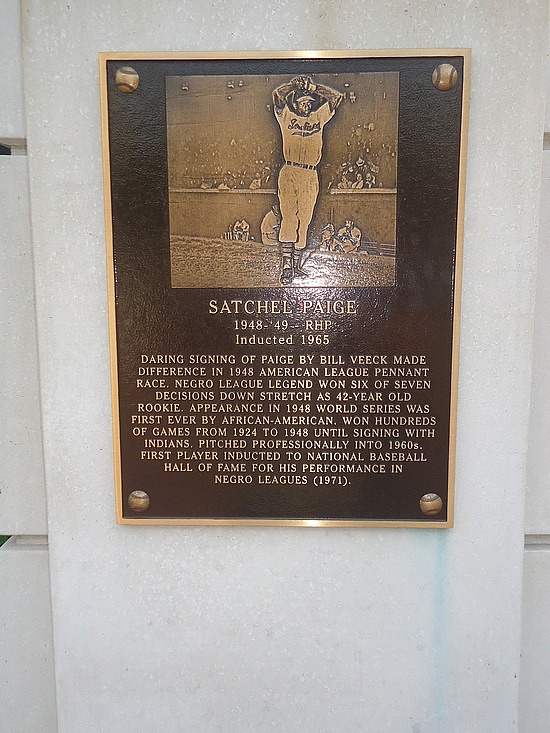 Indians
SATCHEL PAIGE
1948-'49 - RHP
Inducted 1965
DARING SIGNING OF PAIGE BY BILL VEECK MADE
DIFFERENCE IN 1948 AMERICAN LEAGUE PENNANT
RACE. NEGRO LEAGUE LEGEND WON SIX OF SEVEN
DECISIONS DOWN STRETCH AS 42-YEAR OLD
ROOKIE. APPEARANCE IN 1948 WORLD SERIES WAS
FIRST EVER BY AFRICAN-AMERICAN. WON HUNDREDS
OF GAMES FROM 1924 TO 1948 UNTIL SIGNING WITH
INDIANS. PITCHED PROFESSIONALLY INTO 1960s.
FIRST PLAYER INDUCTED TO NATIONAL BASEBALL
HALL OF FAME FOR HIS PERFORMANCE IN
NEGRO LEAGUES (1971).